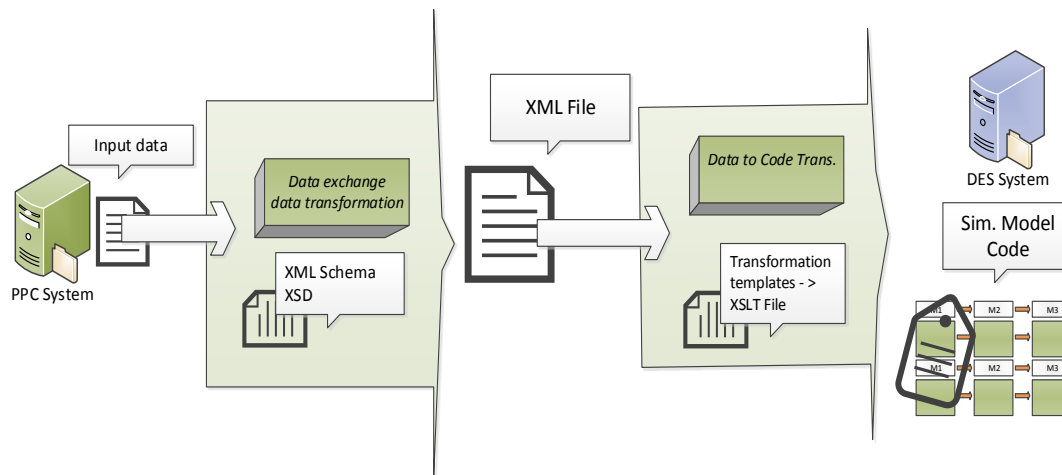 Input data
PPC System
Data exchange
data transformation
XML Schema
XSD
XML File
Data to Code Trans.
Transformation
templates - >
XSLT File
DES System
Sim. Model
Code
M1 M2 M3
M1 M2 M3